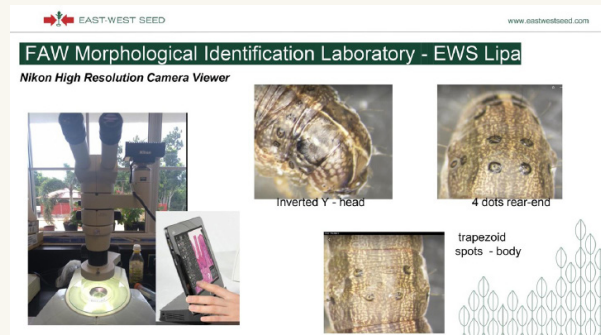 EAST-WEST SEED
www.eastwestseed.com
FAW Morphological Identification Laboratory - EWS Lipa
Nikon High Resolution Camera Viewer
Inverted Y - head
4 dots rear-end
trapezoid
spots - body